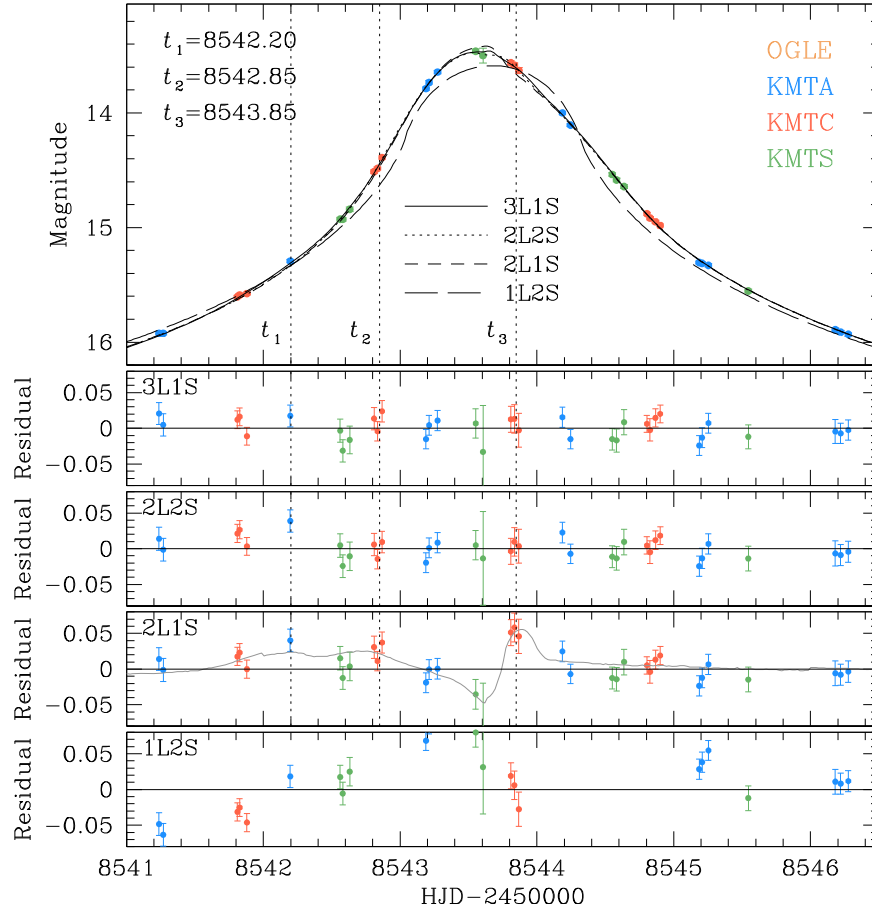 t1=8542.20
t2=8542.85
t3=8543.85
OGLE
KMTA
KMTC
KMTS
Magnitude
14
15
16
3L1S
2L2S
2L1S
1L2S
t1
t2
t3
3L1S
Residual
0.05
0
−0.05
2L2S
Residual
0.05
0
−0.05
2L1S
Residual
0.05
0
−0.05
1L2S
Residual
0.05
0
−0.05
8541 8542 8543 8544 8545 8546
HJD−2450000